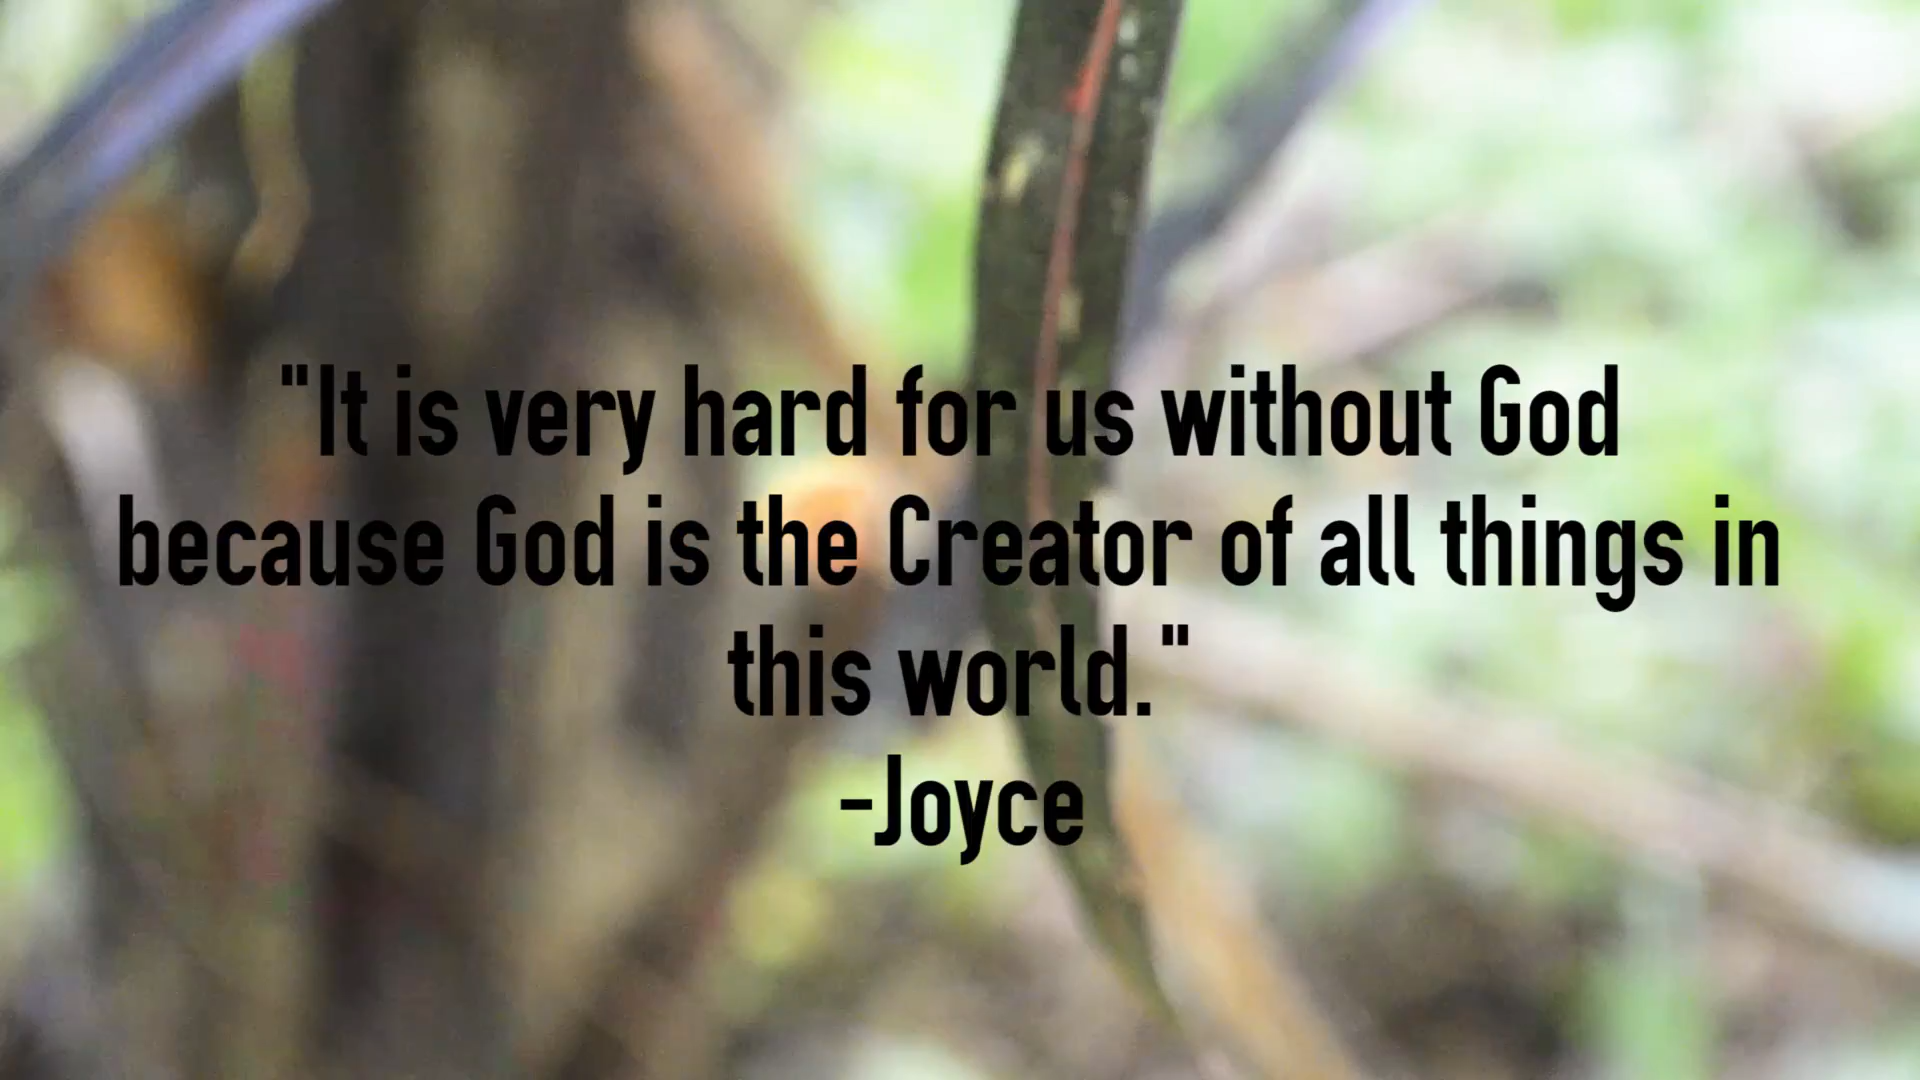 "It is very hard for us without God
because God is the Creator of all things in
this world."
-Joyce